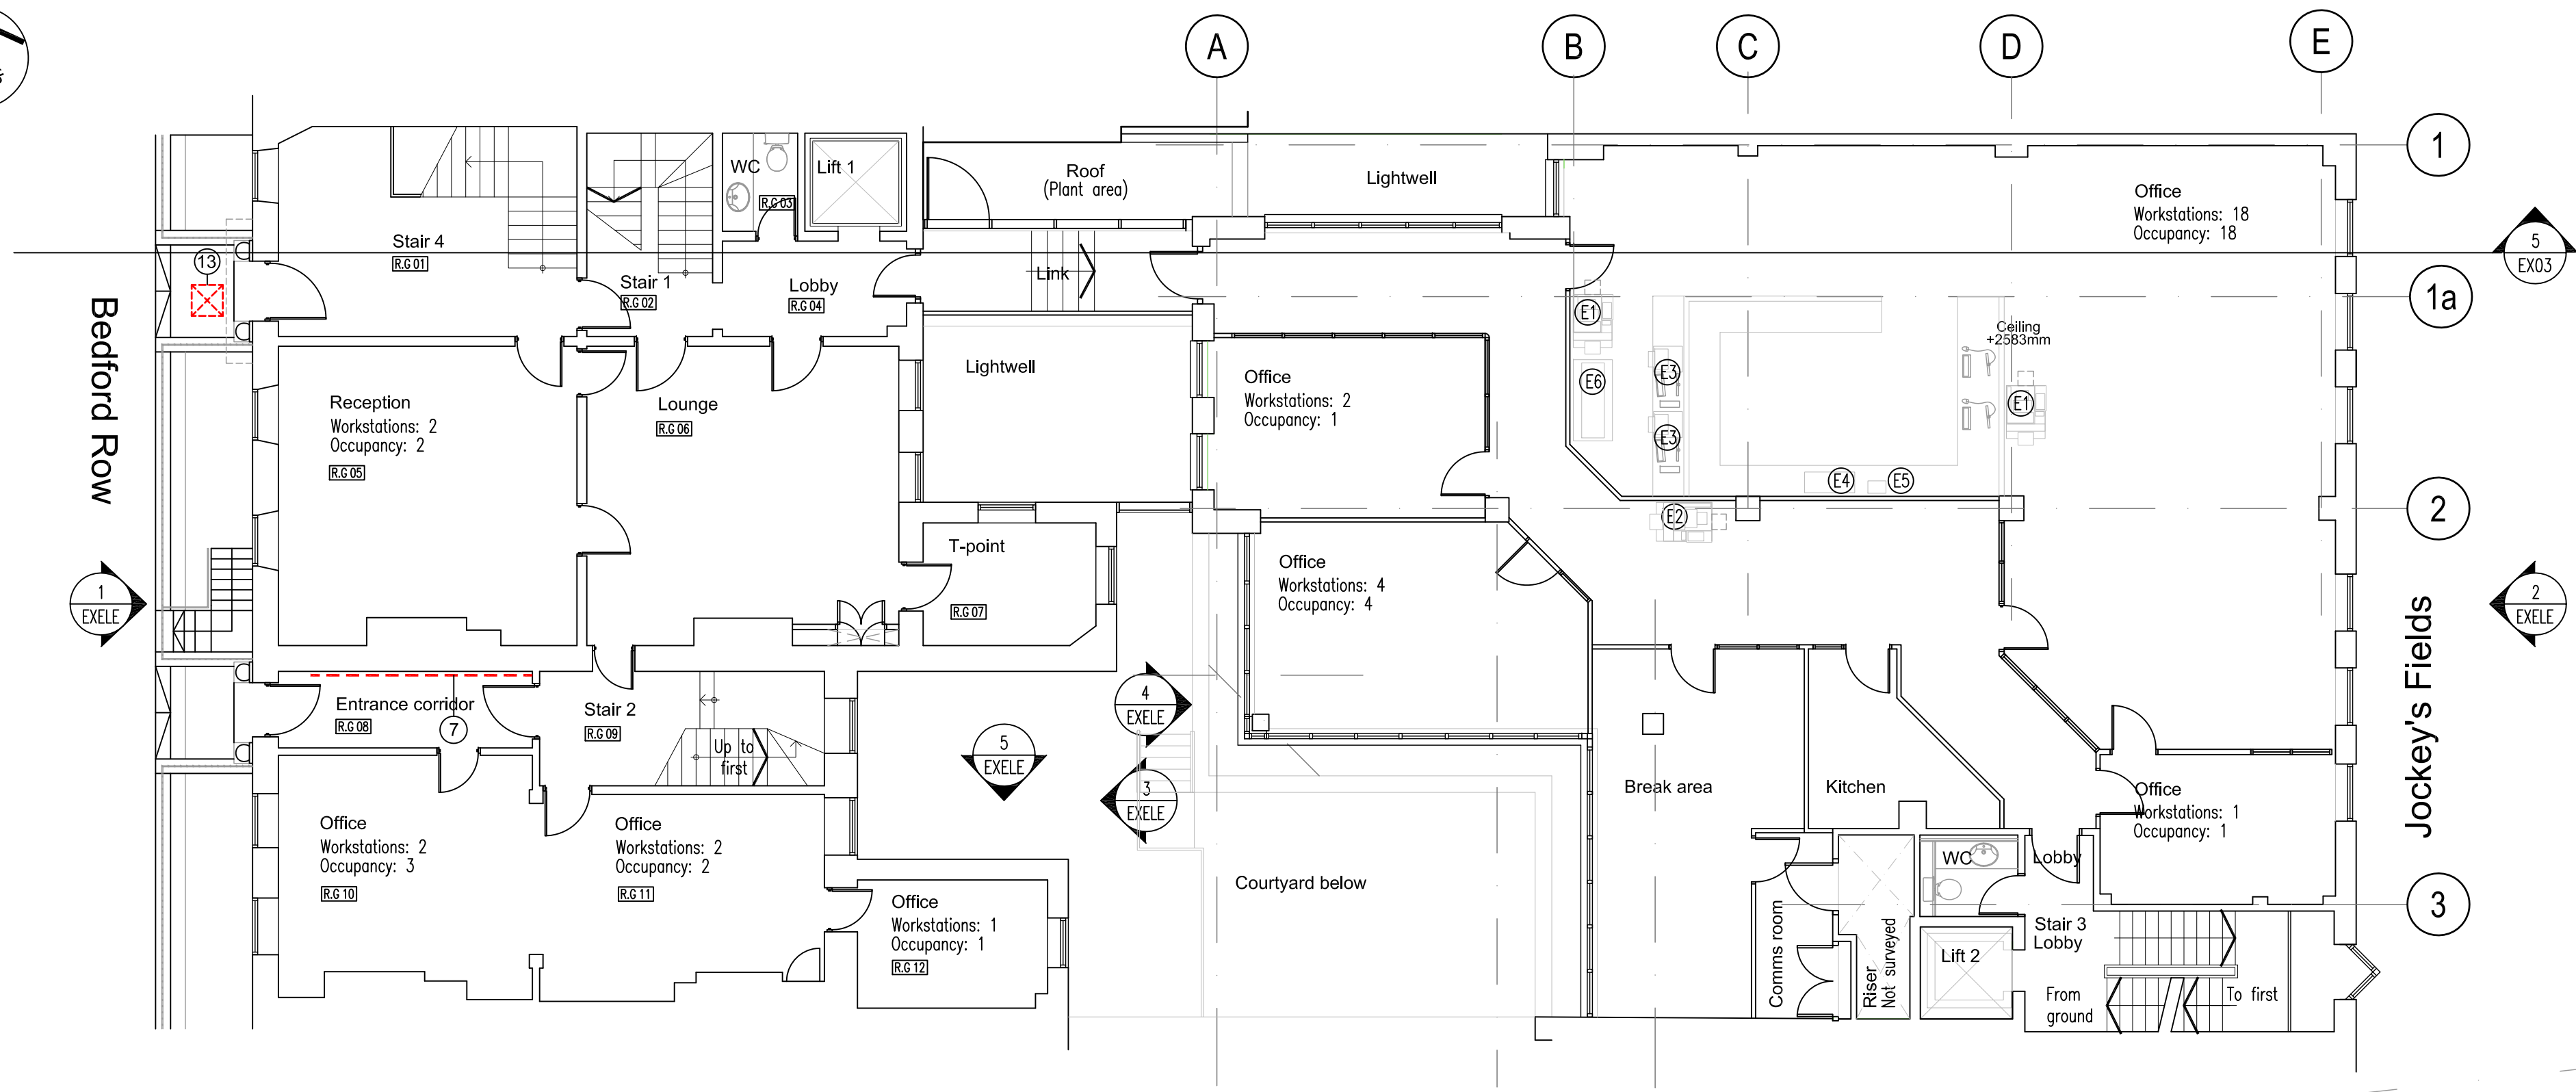 A
B
C
D
E
1
WC
Lift 1
Roof
(Plant area)
Lightwell
Office
Workstations: 18
Occupancy: 18
R.G 03
Stair 4
R.G 01
5
EX03
13
Stair 1
R.G 02
Lobby
R.G 04
Link
1a
Bedford Row
E1
Ceiling
+2583mm
Lightwell
Office
Workstations: 2
Occupancy: 1
E6
E3
E1
Reception
Workstations: 2
Occupancy: 2
R.G 05
Lounge
R.G 06
E3
E4
E5
2
E2
T-point
R.G 07
Office
Workstations: 4
Occupancy: 4
1
EXELE
2
EXELE
Jockey's Fields
Entrance corridor
R.G 08
7
Stair 2
R.G 09
Up to
first
4
EXELE
5
EXELE
3
EXELE
Break area
Kitchen
Office
Workstations: 1
Occupancy: 1
Office
Workstations: 2
Occupancy: 3
R.G 10
Office
Workstations: 2
Occupancy: 2
R.G 11
Office
Workstations: 1
Occupancy: 1
R.G 12
Courtyard below
WC
Lobby
3
Comms room
Riser
Not surveyed
Stair 3
Lobby
Lift 2
From
ground
To first